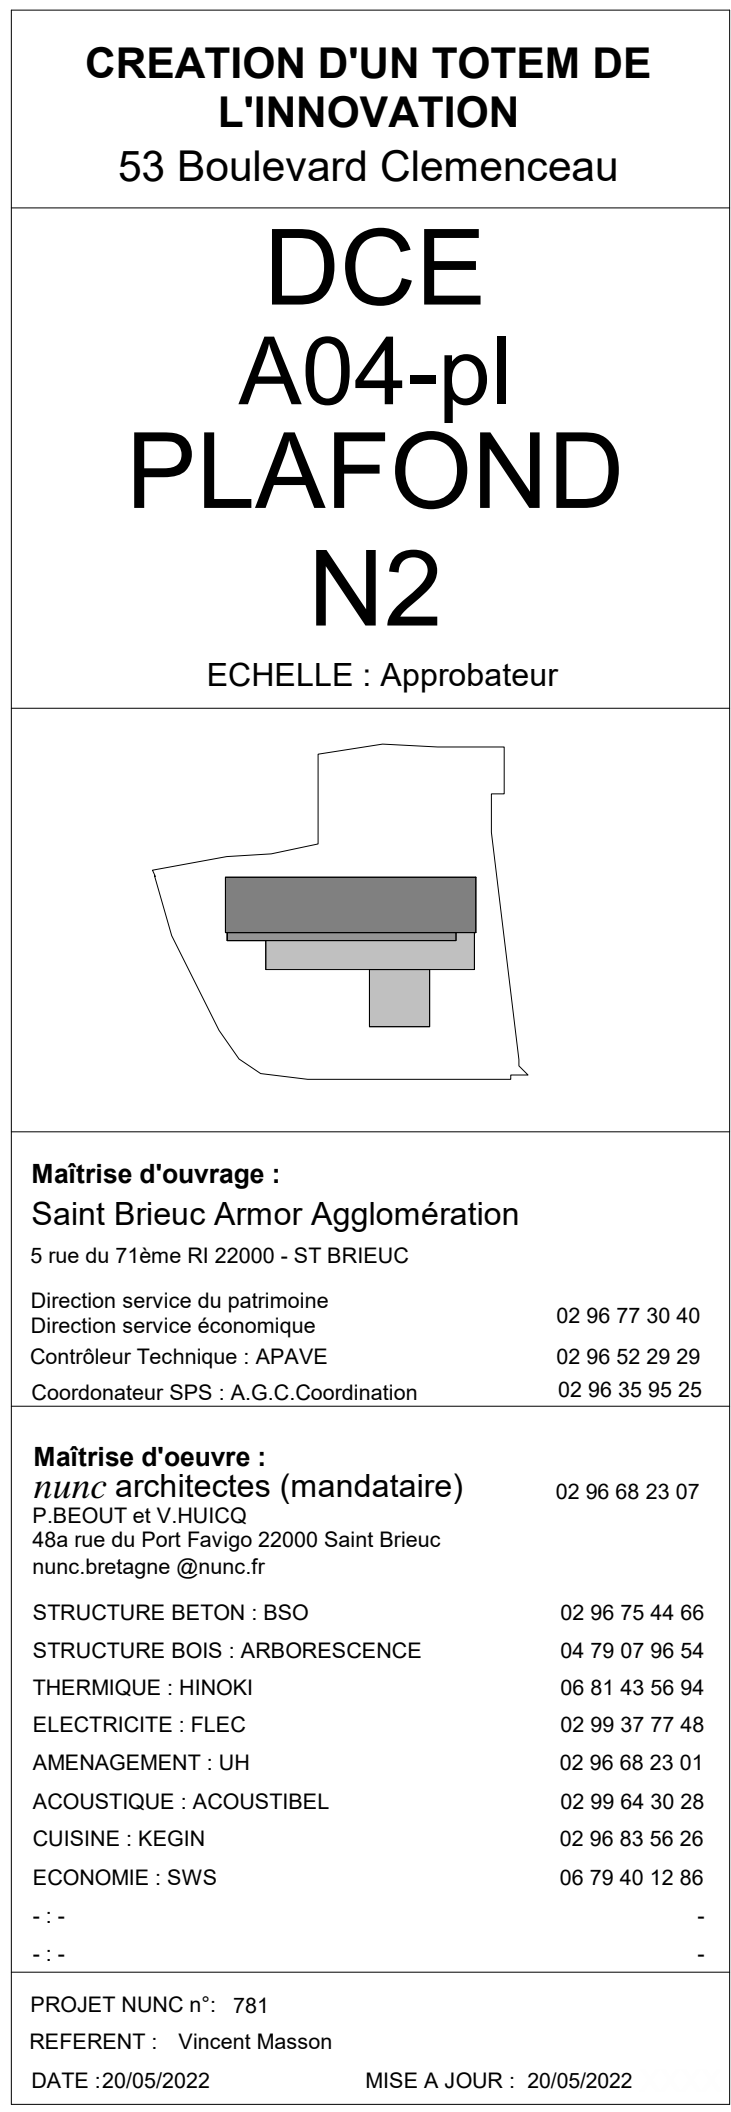 CREATION D'UN TOTEM DE
L'INNOVATION
53 Boulevard Clemenceau
DCE
A04-pl
PLAFOND
N2
ECHELLE : Approbateur
Maîtrise d'ouvrage :
Saint Brieuc Armor Agglomération
5 rue du 71ème RI 22000 - ST BRIEUC
Direction service du patrimoine
Direction service économique 02 96 77 30 40
Contrôleur Technique : APAVE 02 96 52 29 29
Coordonateur SPS : A.G.C.Coordination 02 96 35 95 25
Maîtrise d'oeuvre :
nunc architectes (mandataire) 02 96 68 23 07
P.BEOUT et V.HUICQ
48a rue du Port Favigo 22000 Saint Brieuc
nunc.bretagne @nunc.fr
STRUCTURE BETON : BSO 02 96 75 44 66
STRUCTURE BOIS : ARBORESCENCE 04 79 07 96 54
THERMIQUE : HINOKI 06 81 43 56 94
ELECTRICITE : FLEC 02 99 37 77 48
AMENAGEMENT : UH 02 96 68 23 01
ACOUSTIQUE : ACOUSTIBEL 02 99 64 30 28
CUISINE : KEGIN 02 96 83 56 26
ECONOMIE : SWS 06 79 40 12 86
- : - -
- : - -
PROJET NUNC n°: 781
REFERENT : Vincent Masson
DATE :20/05/2022 MISE A JOUR : 20/05/2022